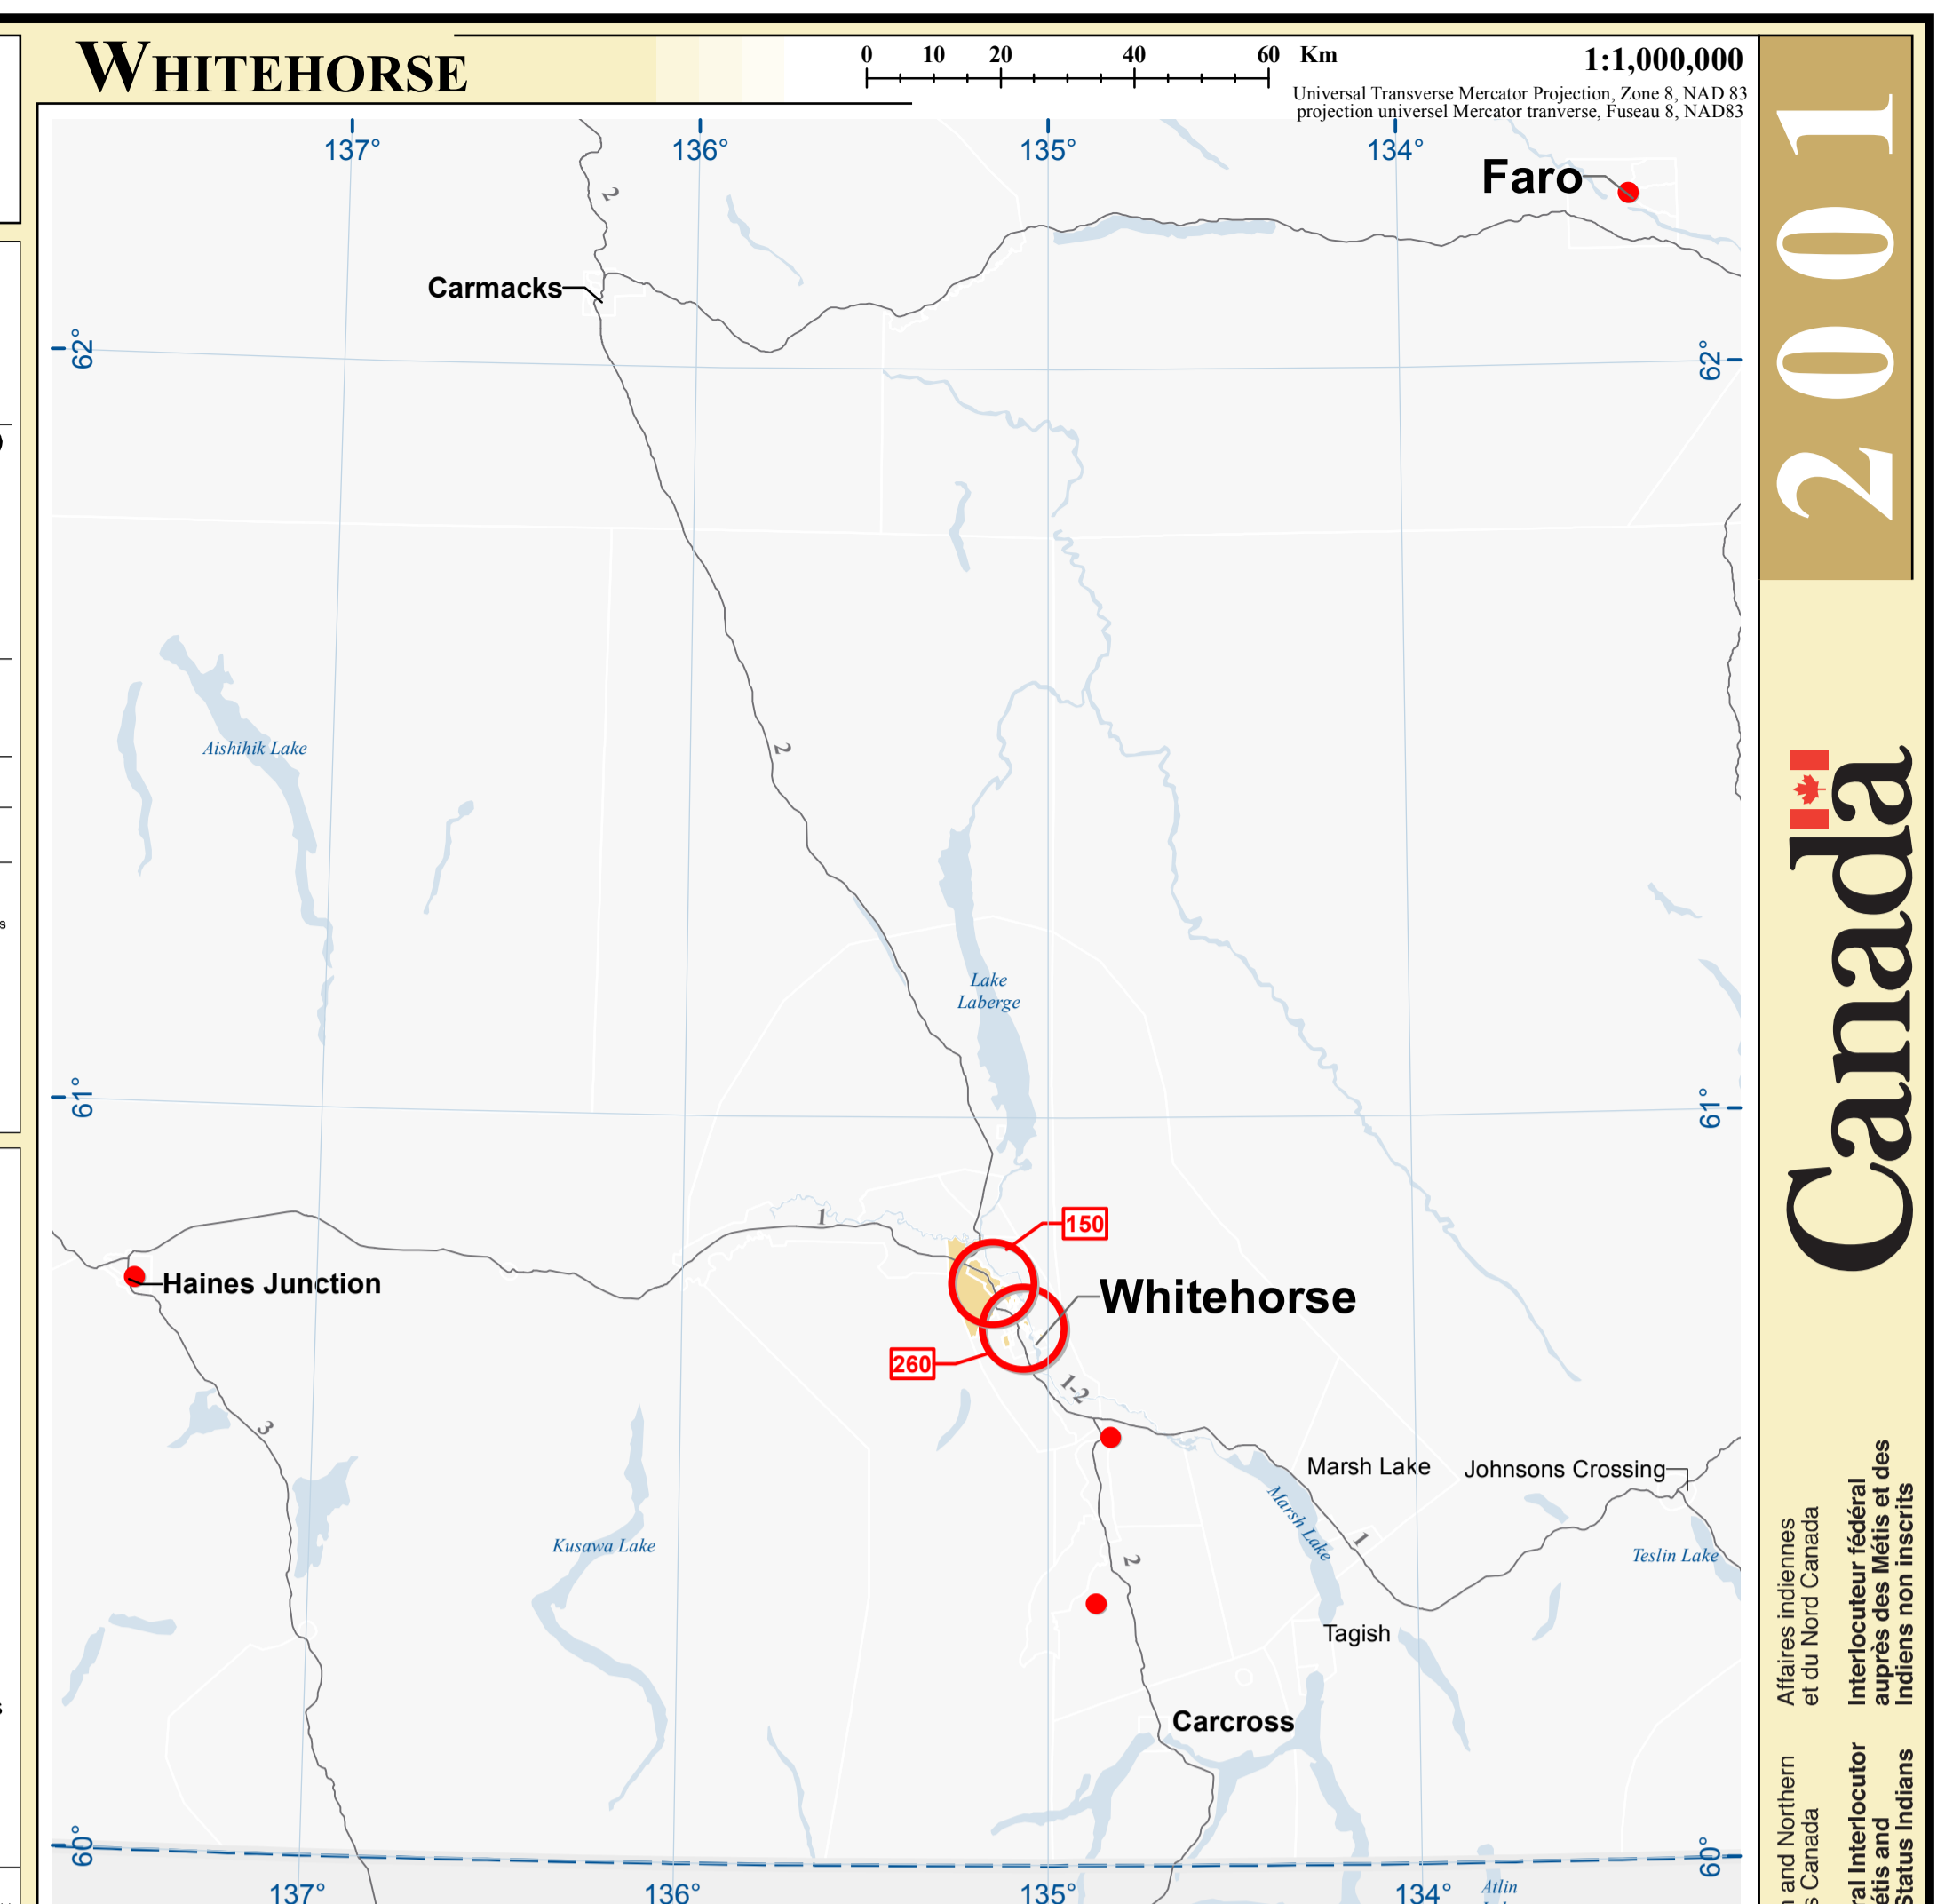 WHITEHORSE
0 10 20 40 60 Km
1:1,000,000
Universal Transverse Mercator Projection, Zone 8, NAD 83
projection universel Mercator tranverse, Fuseau 8, NAD83
137° 136° 135° 134°
2
Faro
Carmacks
62° 62°
2
Aishihik Lake
Lake
Laberge
61° 61°
1
150
Haines Junction
Whitehorse
260
1-2
3
Marsh Lake
Johnsons Crossing
Marsh Lake
1
Kusawa Lake
2
Teslin Lake
Tagish
Carcross
60° 60°
137° 136° 135° 134°
Atlin
2001
Canada
Affaires indiennes
et du Nord Canada
Interlocuteur fédéral
auprès des Métis et des
Indiens non inscrits
and Northern
Canada
Interlocutor
and
Status Indians